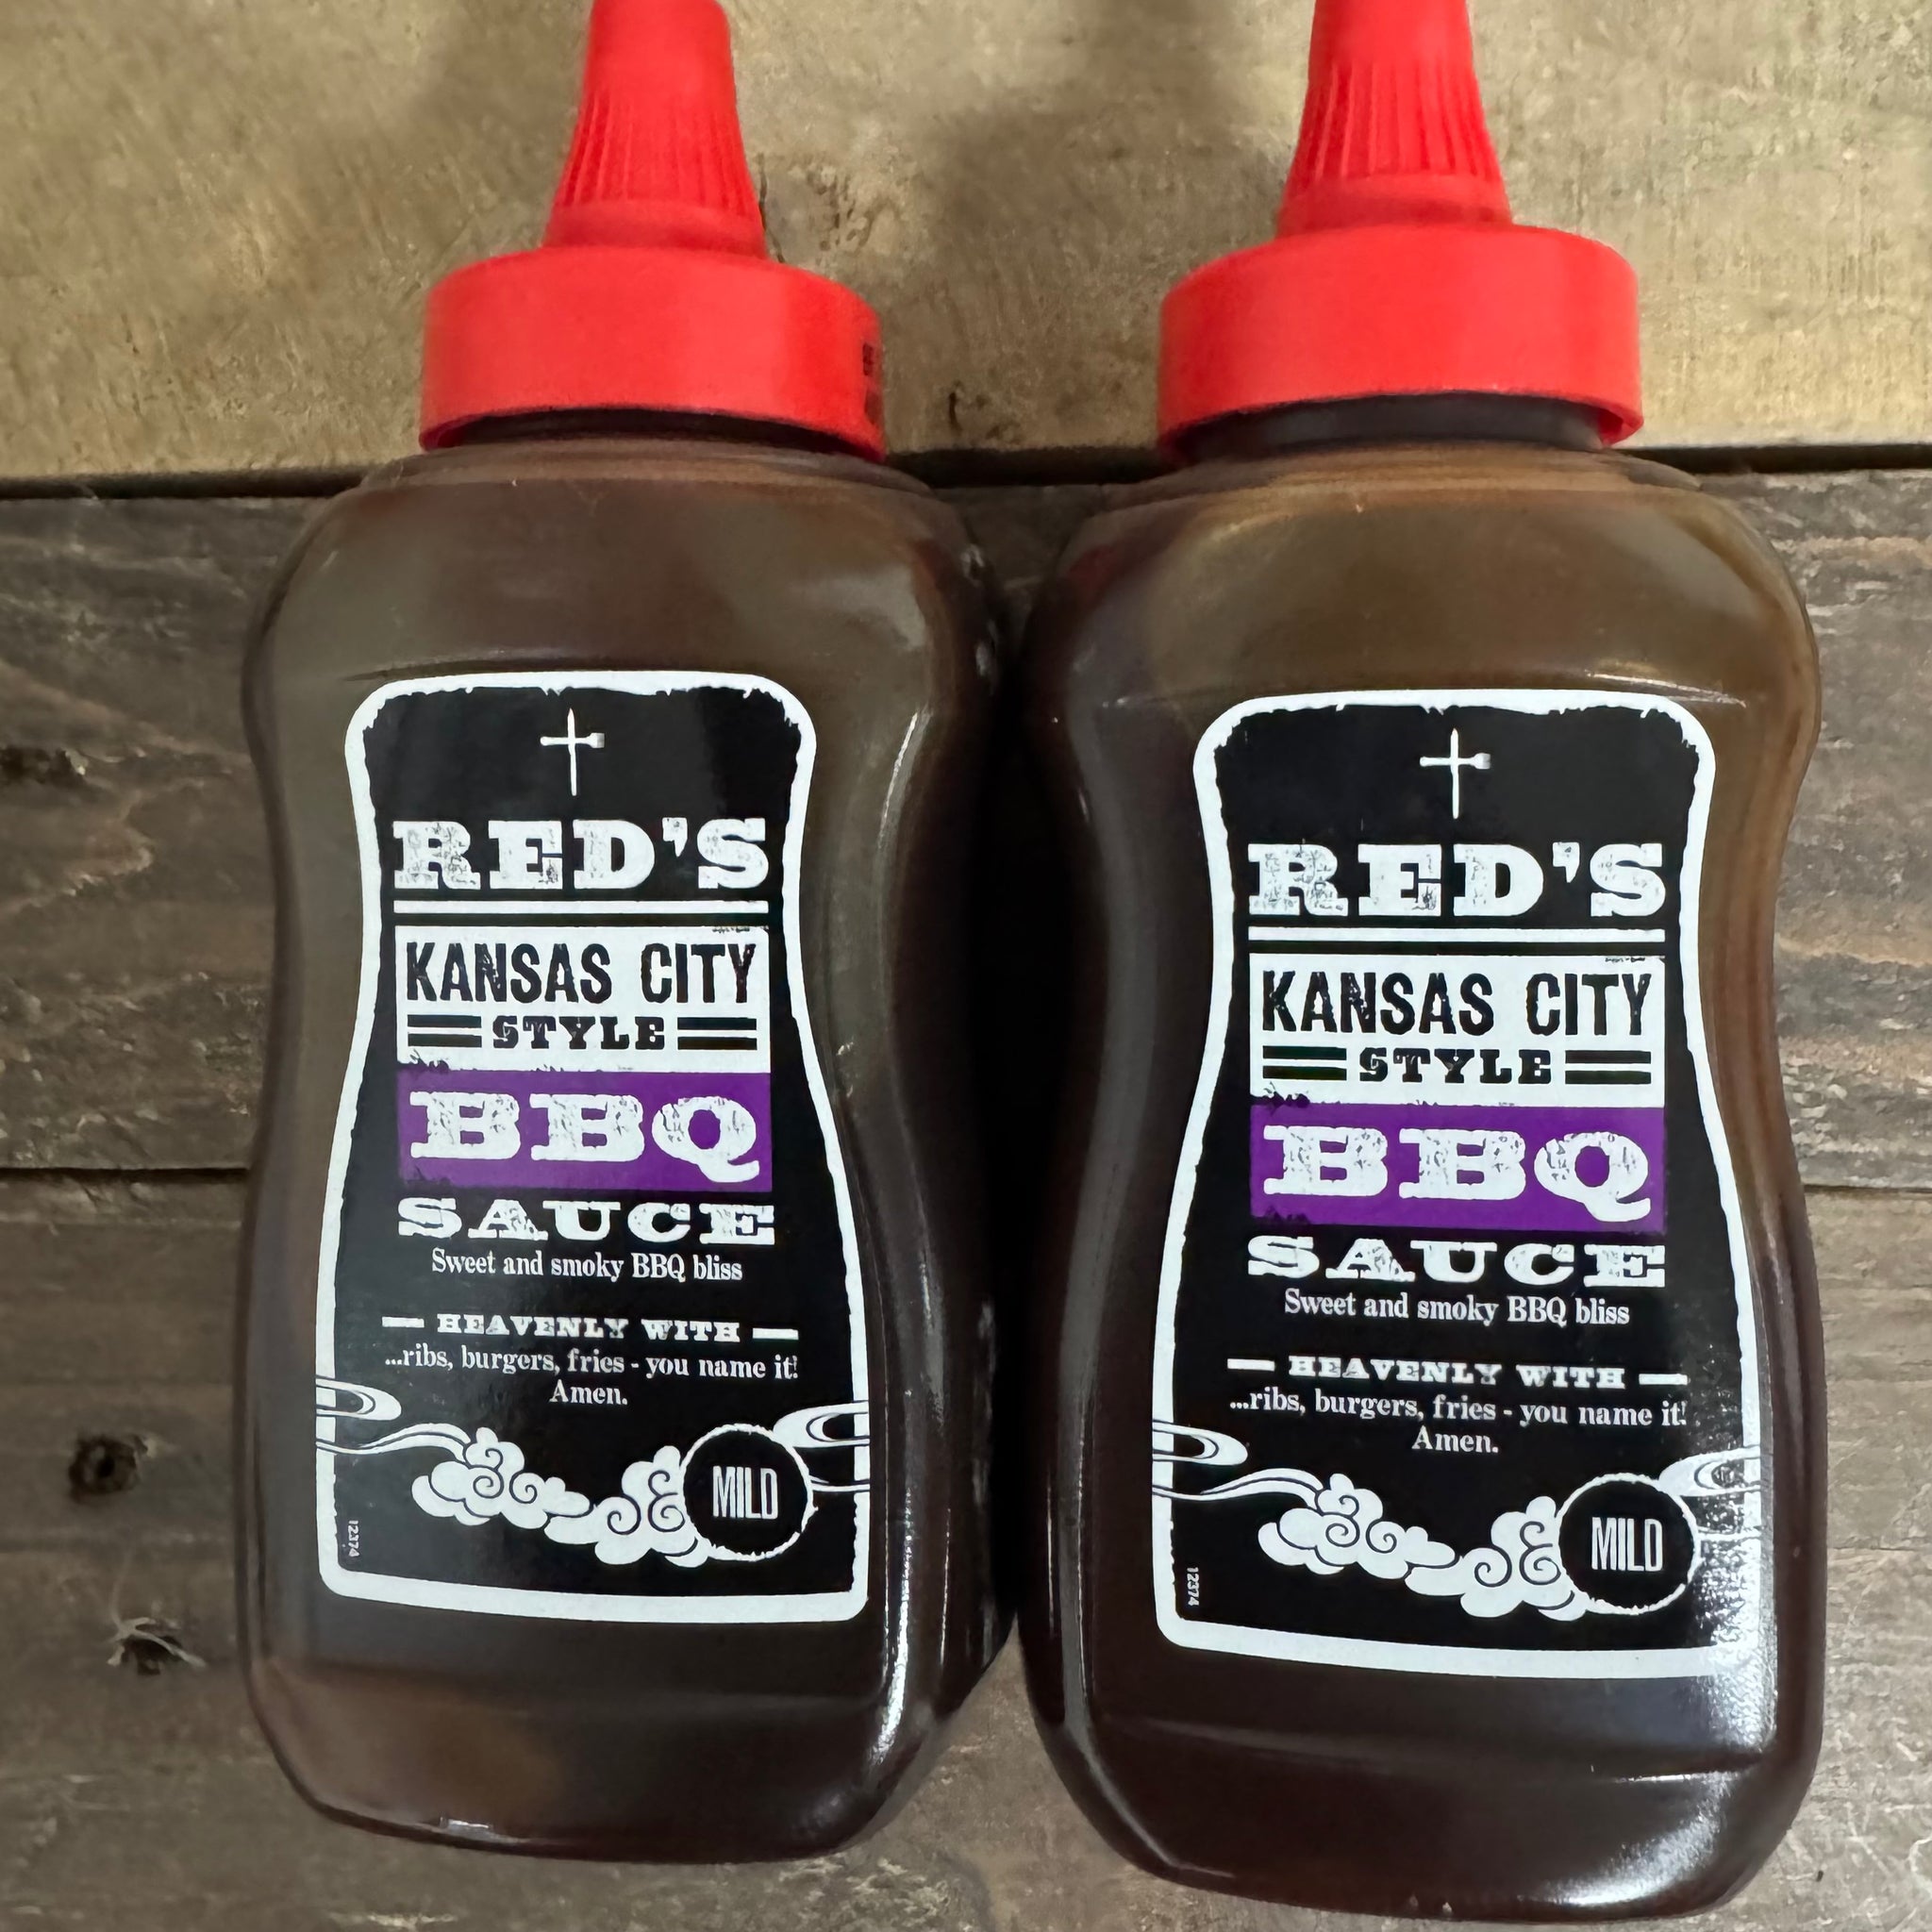 RED'S
KANSAS CITY
STYLE
BBQ
SAUCE
Sweet and smoky BBQ bliss
HEAVENLY WITH
...ribs, burgers, fries - you name it!
Amen.
MILD
12374
RED'S
KANSAS CITY
STYLE
BBQ
SAUCE
Sweet and smoky BBQ bliss
HEAVENLY WITH
...ribs, burgers, fries - you name it!
Amen.
MILD
12374